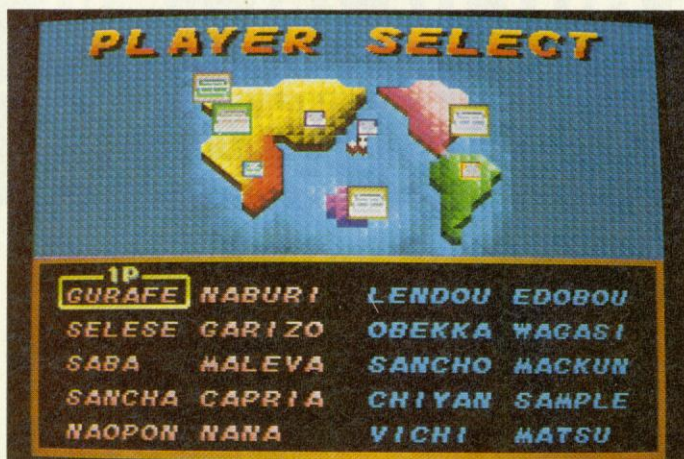 PLAYER SELECT
1P
GURAFE NABURI LENDOU EDOBOU
SELESE GARIZO OBEKKA WAGASI
SABA MALEVA SANCHO MACKUN
SANCHA CAPRIA CHIYAN SAMPLE
NAOPON NANA VICHI MATSU